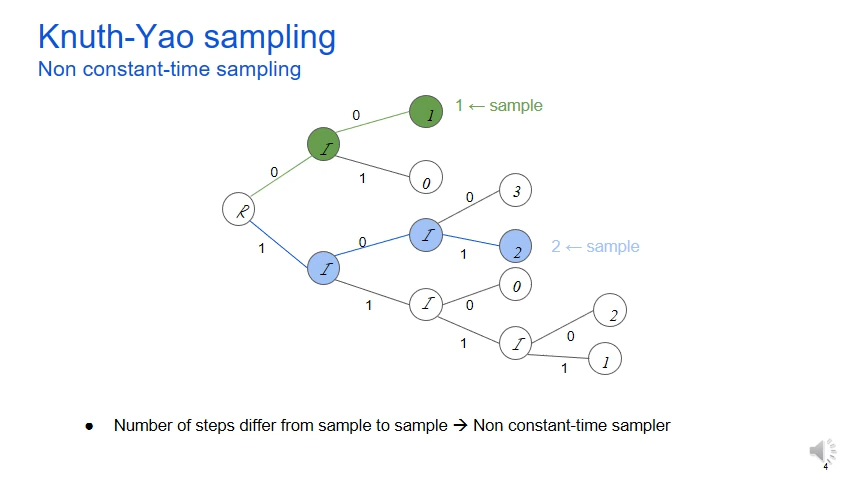 Knuth-Yao sampling
Non constant-time sampling
0
1
1 ← sample
I
0
1
0
R
3
0
I
0
1
2
2 ← sample
1
I
0
1
I
0
2
1
I
0
1
1
● Number of steps differ from sample to sample → Non constant-time sampler
4